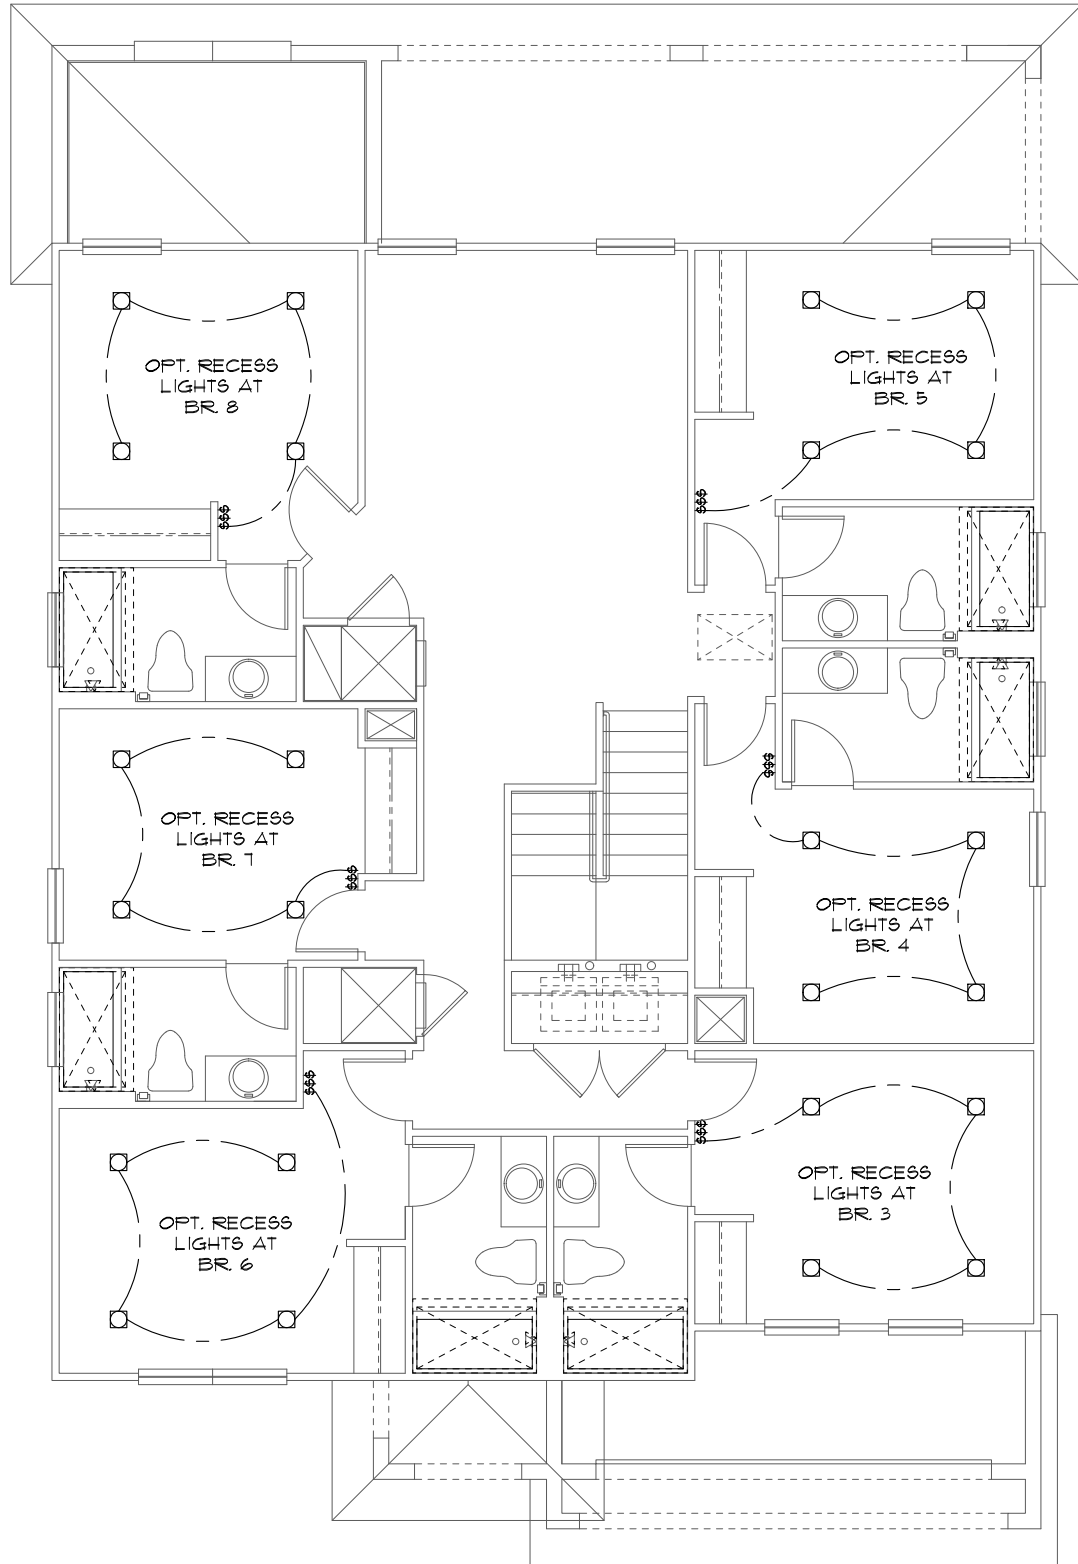 OPT. RECESS
LIGHTS AT
BR. 8
OPT. RECESS
LIGHTS AT
BR. 5
$$$
$$$
$$$
OPT. RECESS
LIGHTS AT
BR. 7
$$$
OPT. RECESS
LIGHTS AT
BR. 4
$$$
$$$
OPT. RECESS
LIGHTS AT
BR. 3
OPT. RECESS
LIGHTS AT
BR. 6